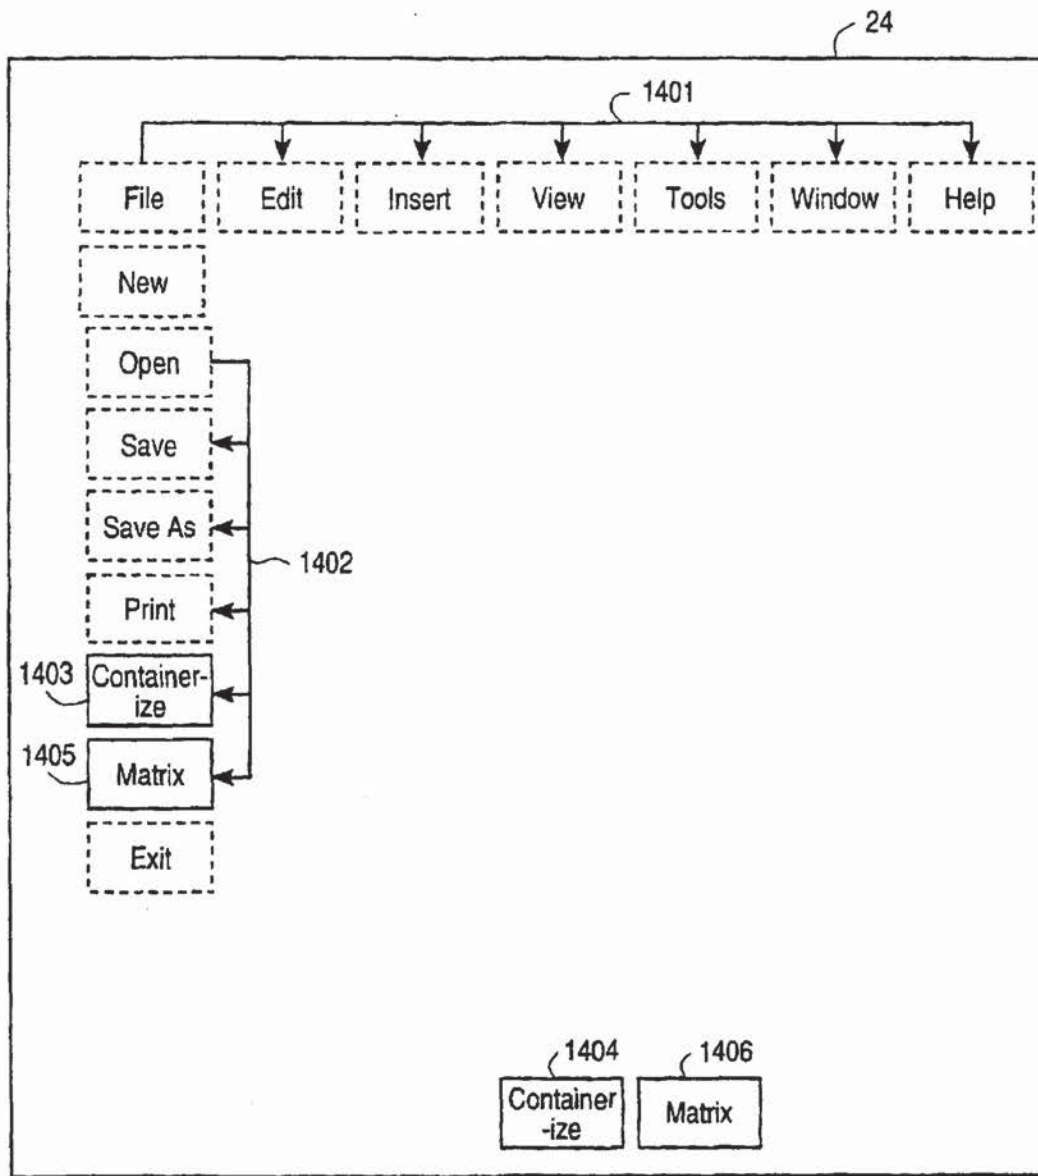 24
1401
File Edit Insert View Tools Window Help
New
Open
Save
Save As
1402
Print
1403
Container-
ize
1405
Matrix
Exit
1404
1406
Container
-ize
Matrix